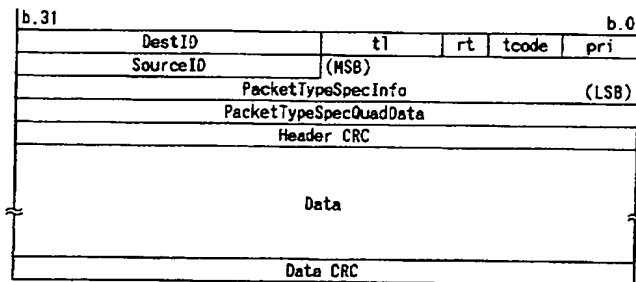 b.31 b.0
DestID tl rt tcode pri
SourceID (MSB)
PacketTypeSpecInfo (LSB)
PacketTypeSpecQuadData
Header CRC
Data
Data CRC